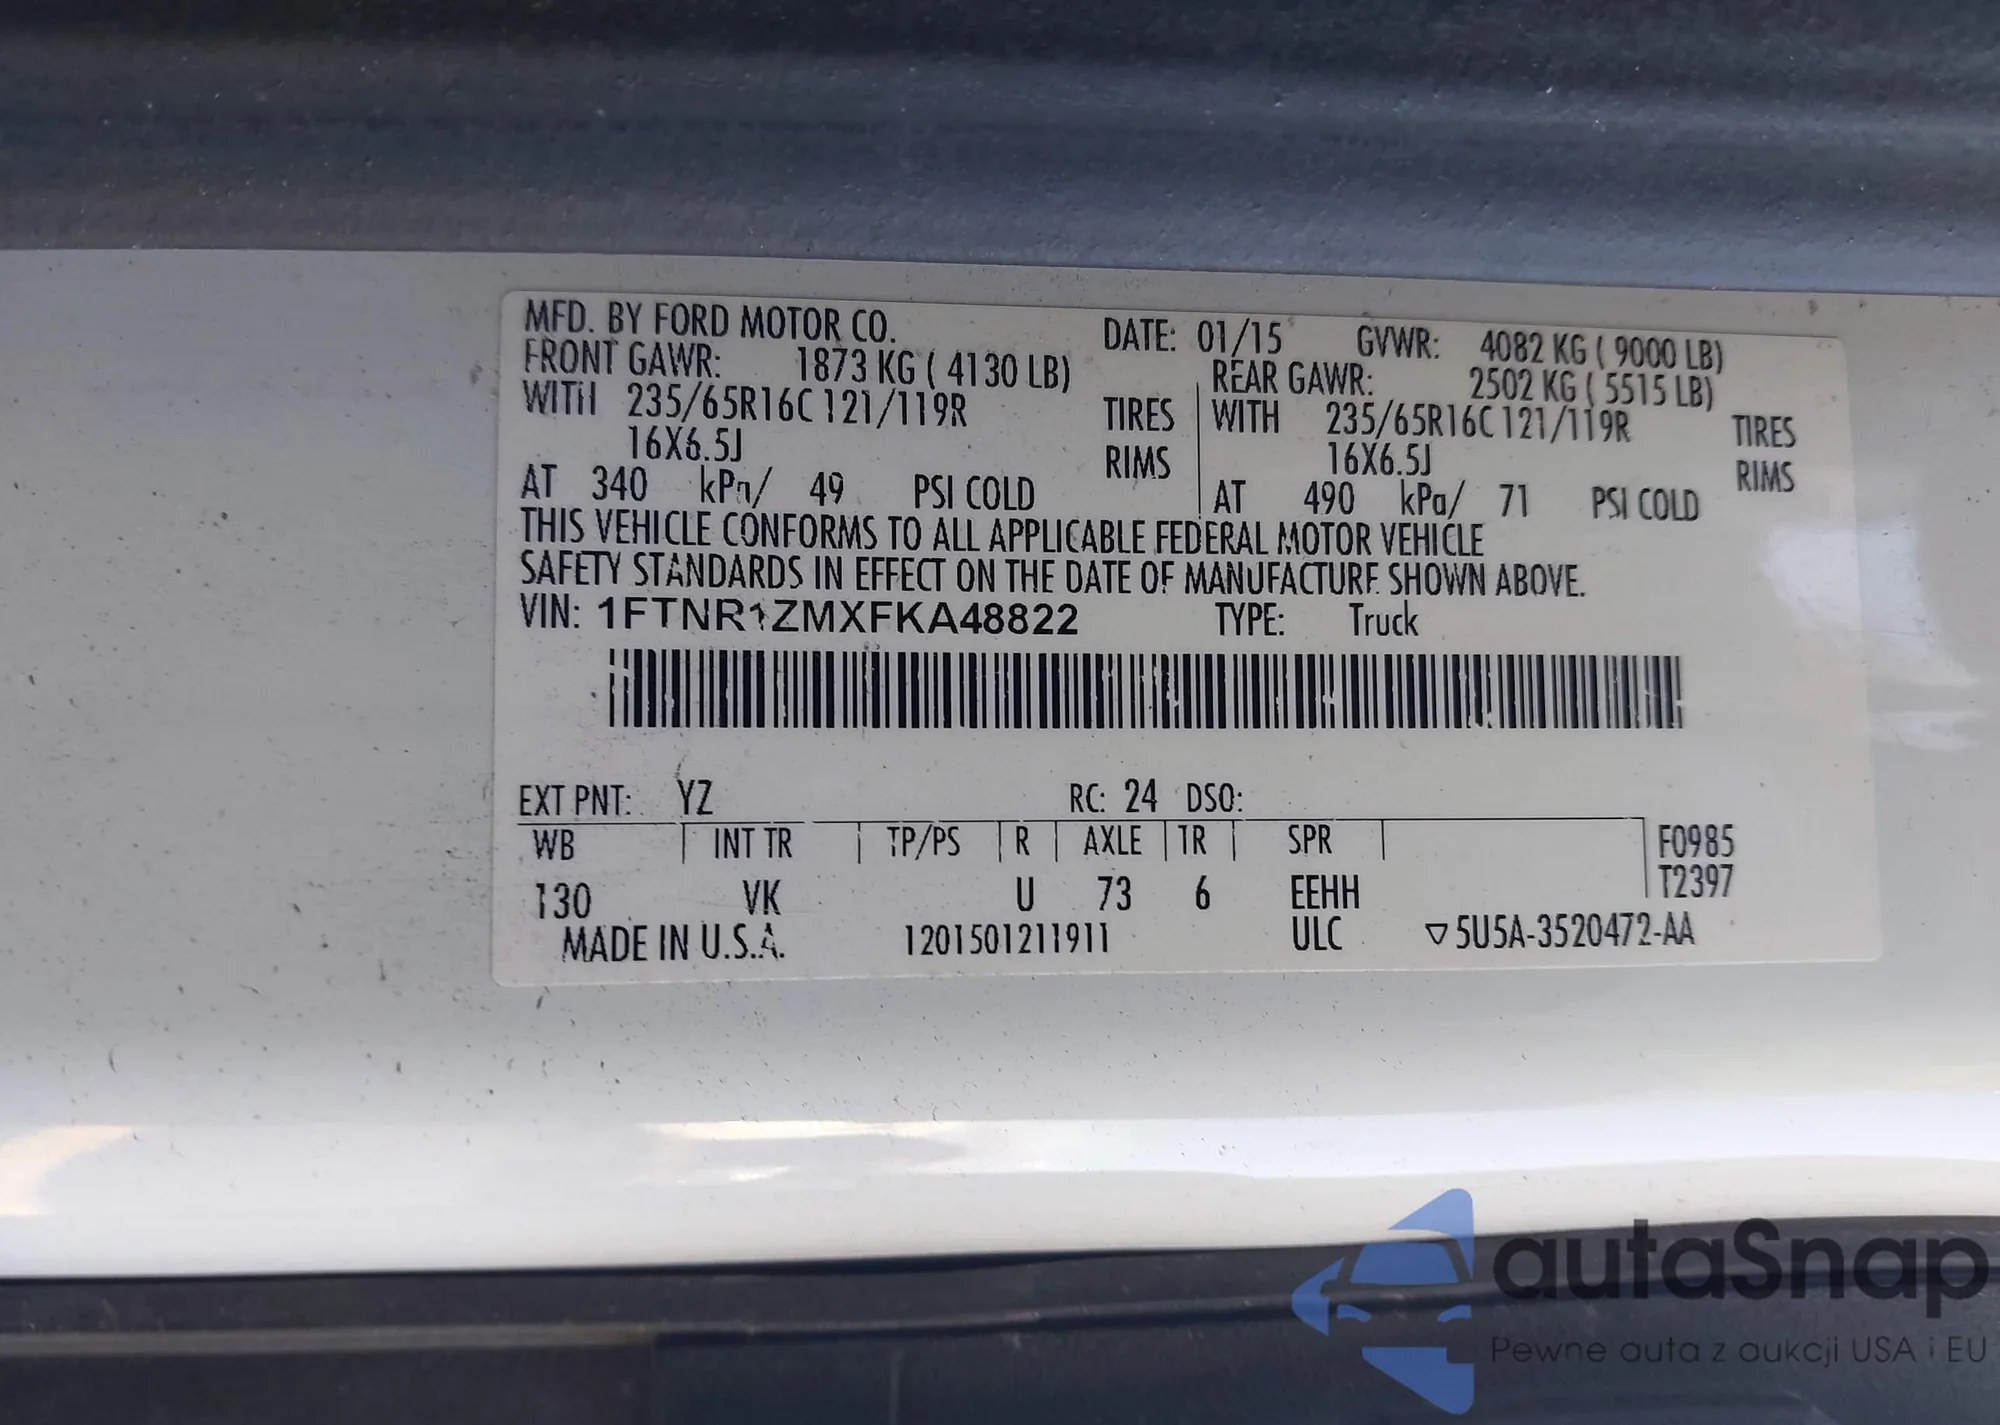 MFD. BY FORD MOTOR CO. DATE: 01/15 GVWR: 4082 KG ( 9000 LB)
FRONT GAWR: 1873 KG ( 4130 LB) REAR GAWR: 2502 KG ( 5515 LB)
WITH 235/65R16C 121/119R TIRES WITH 235/65R16C 121/119R TIRES
16X6.5J RIMS 16X6.5J RIMS
AT 340 kPa/ 49 PSI COLD AT 490 kPa/ 71 PSI COLD
THIS VEHICLE CONFORMS TO ALL APPLICABLE FEDERAL MOTOR VEHICLE
SAFETY STANDARDS IN EFFECT ON THE DATE OF MANUFACTURE SHOWN ABOVE.
VIN: 1FTNR1ZMXFKA48822 TYPE: Truck
EXT PNT: YZ RC: 24 DSO:
WB INT TR TP/PS R AXLE TR SPR F0985
T2397
130 VK U 73 6 EEHH
MADE IN U.S.A. 1201501211911 ULC ▽5U5A-3520472-AA
autaSnap
Pewne auta z aukcji USA i EU